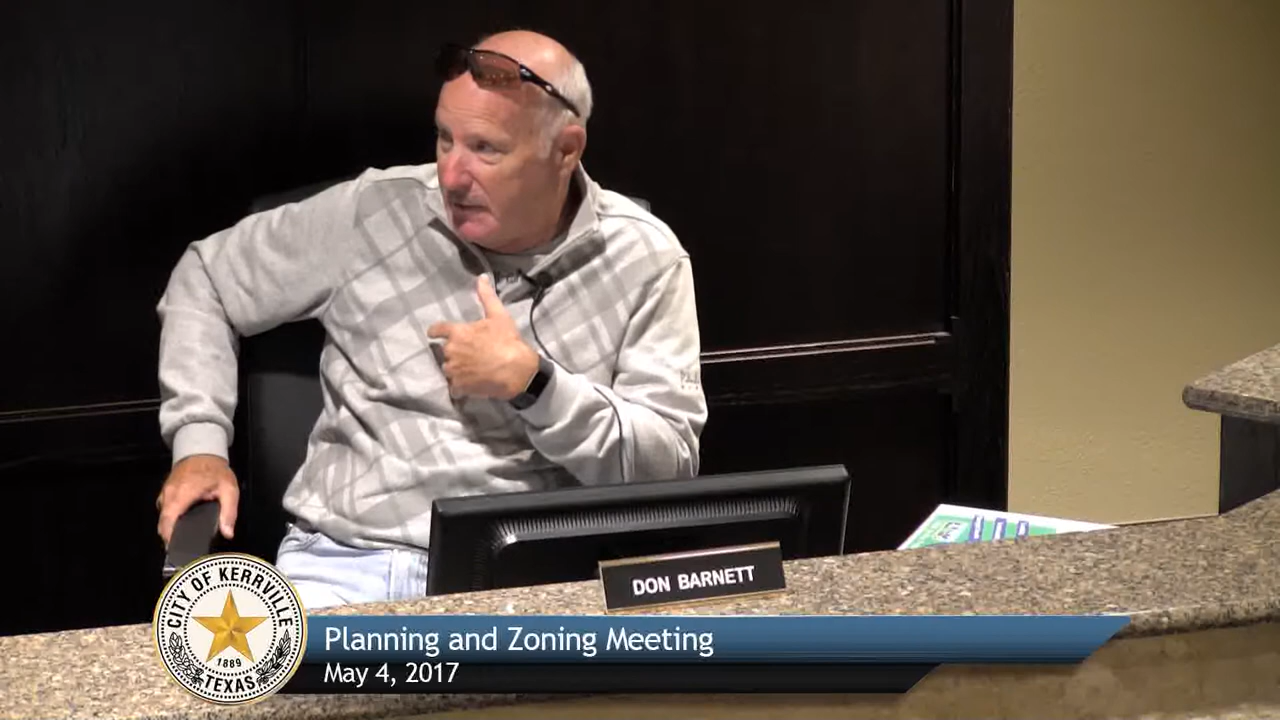 DON BARNETT
CITY OF KERRVILLE
1889
TEXAS
Planning and Zoning Meeting
May 4, 2017